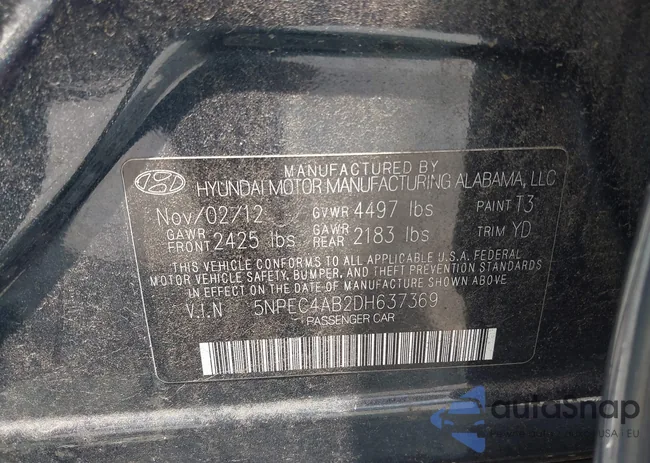 MANUFACTURED BY
HYUNDAI MOTOR MANUFACTURING ALABAMA, LLC
Nov/02/12 GVWR 4497 lbs PAINT T3
GAWR FRONT 2425 lbs GAWR REAR 2183 lbs TRIM YD
THIS VEHICLE CONFORMS TO ALL APPLICABLE U.S.A. FEDERAL
MOTOR VEHICLE SAFETY, BUMPER, AND THEFT PREVENTION STANDARDS
IN EFFECT ON THE DATE OF MANUFACTURE SHOWN ABOVE
V.I.N 5NPEC4AB2DH637369
PASSENGER CAR
autoSnap
USA · EU